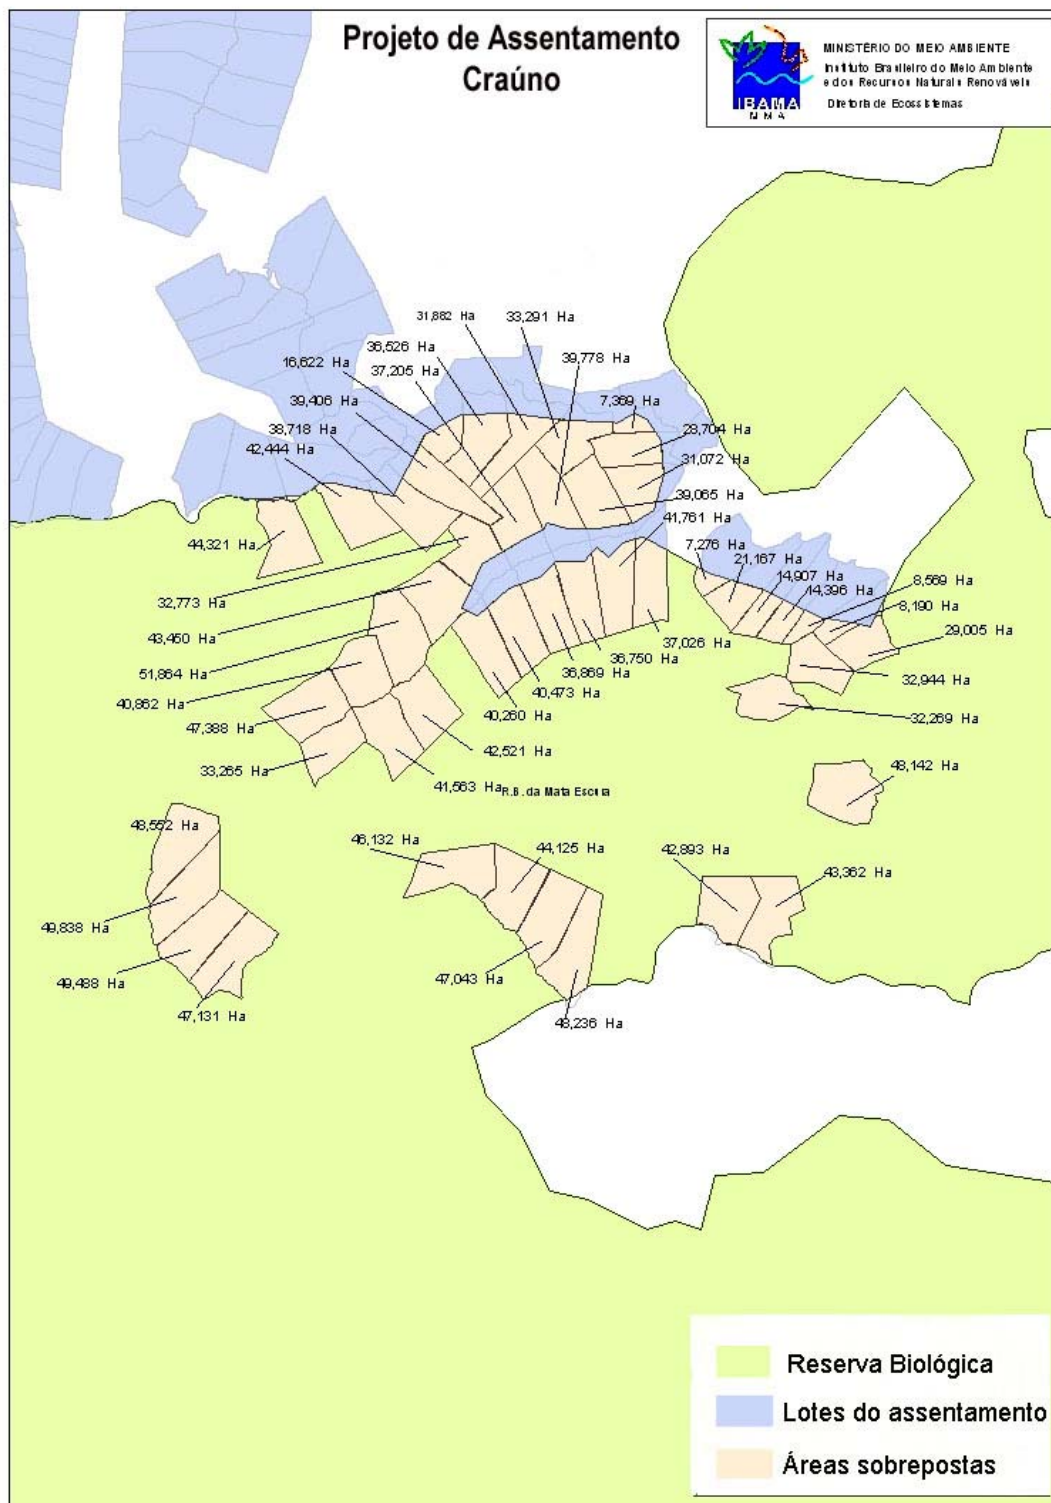 Projeto de Assentamento
Craúno
MINISTÉRIO DO MEIO AMBIENTE
Instituto Brasileiro do Meio Ambiente
e dos Recursos Naturais Renováveis
Diretoria de Ecossistemas
IBAMA
M M A
31,882 Ha
33,291 Ha
36,526 Ha
16,622 Ha
39,778 Ha
37,205 Ha
39,406 Ha
7,369 Ha
38,718 Ha
28,704 Ha
42,444 Ha
31,072 Ha
39,065 Ha
41,761 Ha
44,321 Ha
7,276 Ha
21,167 Ha
14,907 Ha
8,569 Ha
14,396 Ha
32,773 Ha
8,190 Ha
29,005 Ha
43,450 Ha
37,026 Ha
36,750 Ha
51,864 Ha
36,869 Ha
32,944 Ha
40,473 Ha
40,862 Ha
40,260 Ha
32,269 Ha
47,388 Ha
42,521 Ha
33,265 Ha
48,142 Ha
41,563 Ha
R.B. da Mata Escura
48,552 Ha
46,132 Ha
44,125 Ha
42,893 Ha
43,362 Ha
49,838 Ha
47,043 Ha
49,488 Ha
47,131 Ha
48,236 Ha
Reserva Biológica
Lotes do assentamento
Áreas sobrepostas